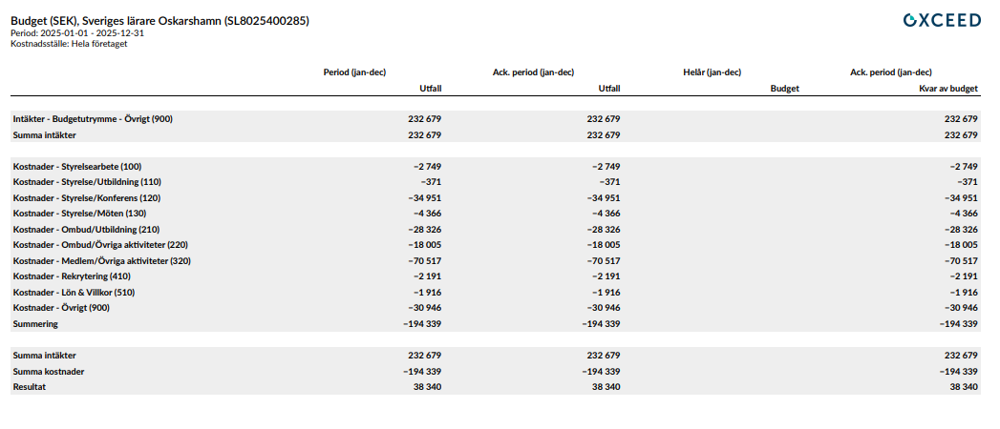 Budget (SEK), Sveriges lärare Oskarshamn (SL8025400285)
OXCEED
Period: 2025-01-01 - 2025-12-31
Kostnadsställe: Hela företaget
Period (jan-dec) Ack. period (jan-dec) Helår (jan-dec) Ack. period (jan-dec)
Utfall Utfall Budget Kvar av budget
Intäkter - Budgetutrymme - Övrigt (900) 232 679 232 679 232 679
Summa intäkter 232 679 232 679 232 679
Kostnader - Styrelsearbete (100) −2 749 −2 749 −2 749
Kostnader - Styrelse/Utbildning (110) −371 −371 −371
Kostnader - Styrelse/Konferens (120) −34 951 −34 951 −34 951
Kostnader - Styrelse/Möten (130) −4 366 −4 366 −4 366
Kostnader - Ombud/Utbildning (210) −28 326 −28 326 −28 326
Kostnader - Ombud/Övriga aktiviteter (220) −18 005 −18 005 −18 005
Kostnader - Medlem/Övriga aktiviteter (320) −70 517 −70 517 −70 517
Kostnader - Rekrytering (410) −2 191 −2 191 −2 191
Kostnader - Lön & Villkor (510) −1 916 −1 916 −1 916
Kostnader - Övrigt (900) −30 946 −30 946 −30 946
Summering −194 339 −194 339 −194 339
Summa intäkter 232 679 232 679 232 679
Summa kostnader −194 339 −194 339 −194 339
Resultat 38 340 38 340 38 340